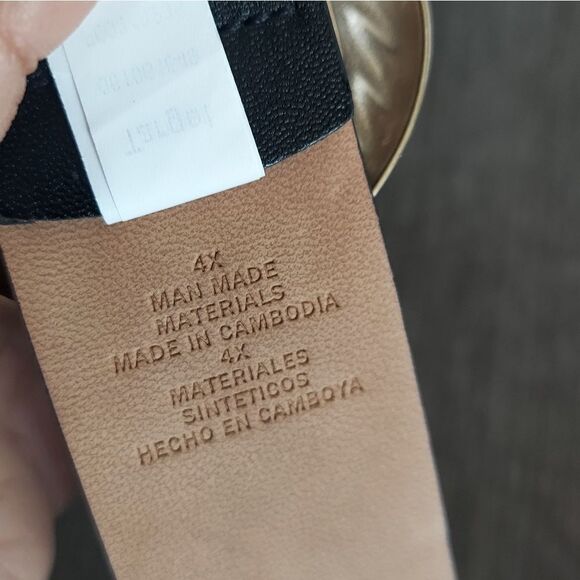 4X
MAN MADE
MATERIALS
MADE IN CAMBODIA
4X
MATERIALES
SINTETICOS
HECHO EN CAMBOYA